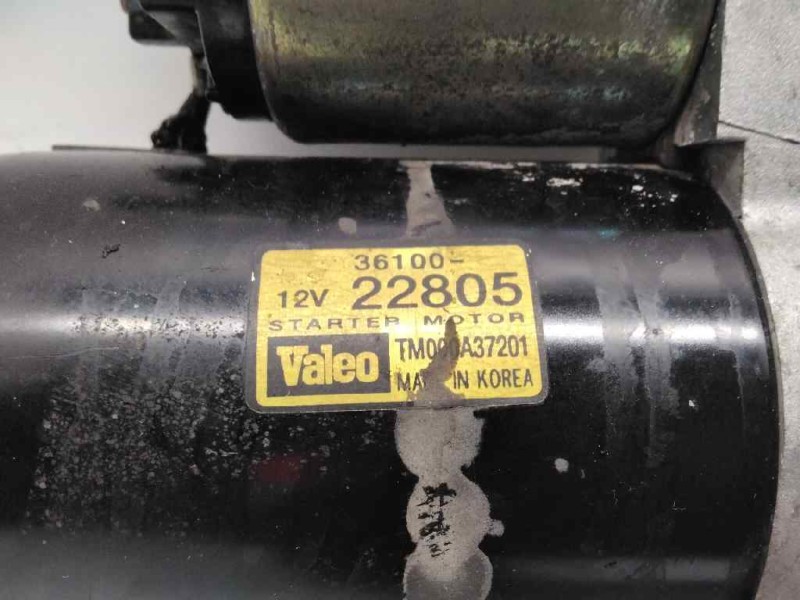 36100-
12V 22805
STARTER MOTOR
Valeo TM000A37201
MADE IN KOREA